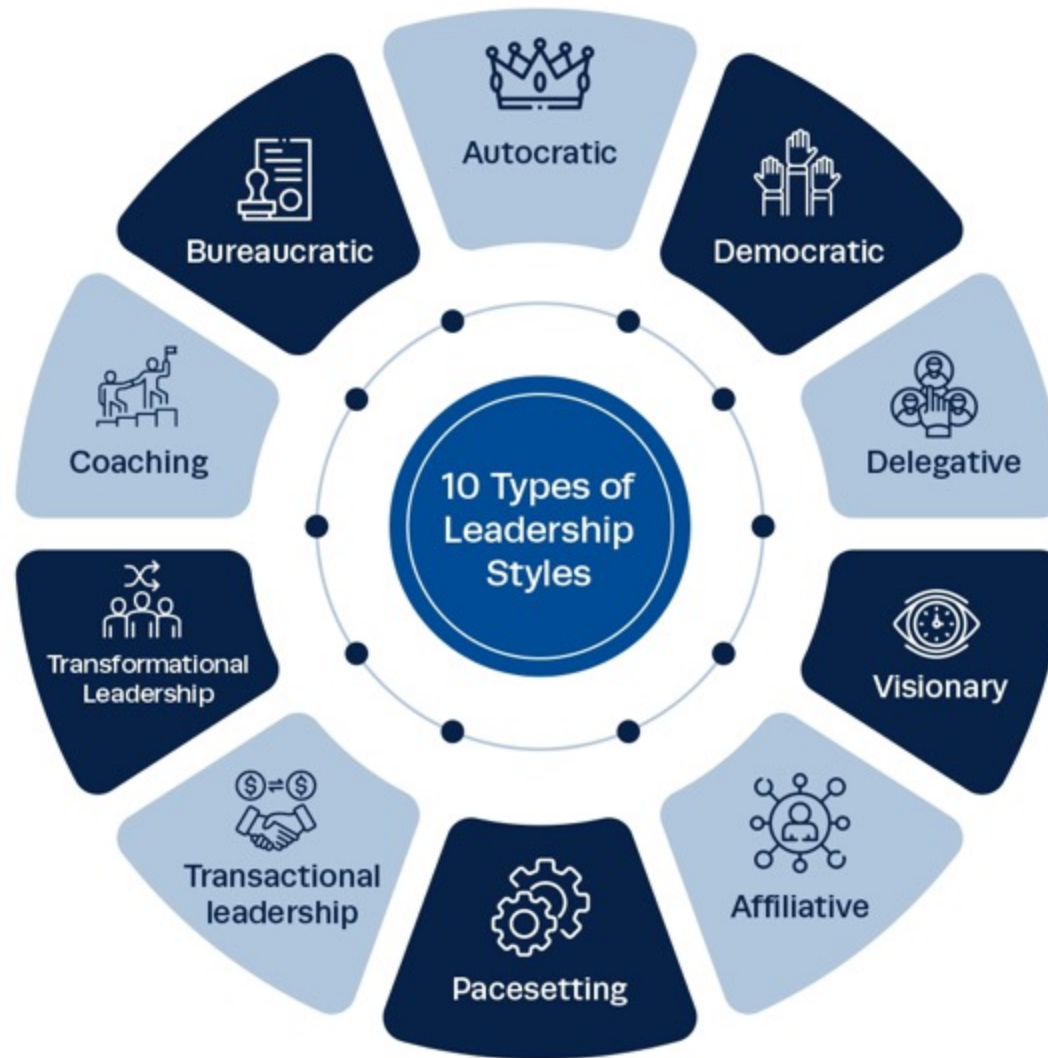 10 Types of
Leadership
Styles
Autocratic
Democratic
Delegative
Visionary
Affiliative
Pacesetting
Transactional
leadership
Transformational
Leadership
Coaching
Bureaucratic